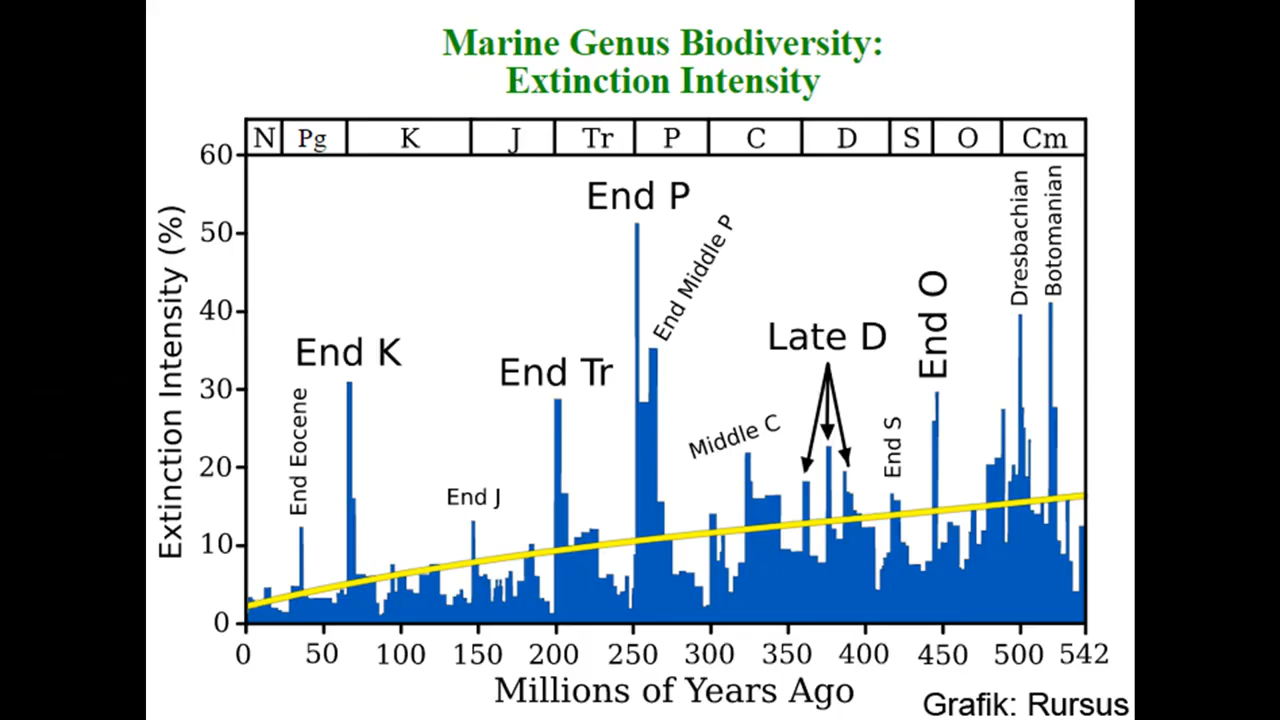 Marine Genus Biodiversity:
Extinction Intensity
N Pg K J Tr P C D S O Cm
60
50
40
30
20
10
0
Extinction Intensity (%)
End Eocene
End K
End J
End Tr
End P
End Middle P
Middle C
Late D
End S
End O
Dresbachian
Botomanian
0 50 100 150 200 250 300 350 400 450 500 542
Millions of Years Ago
Grafik: Rursus